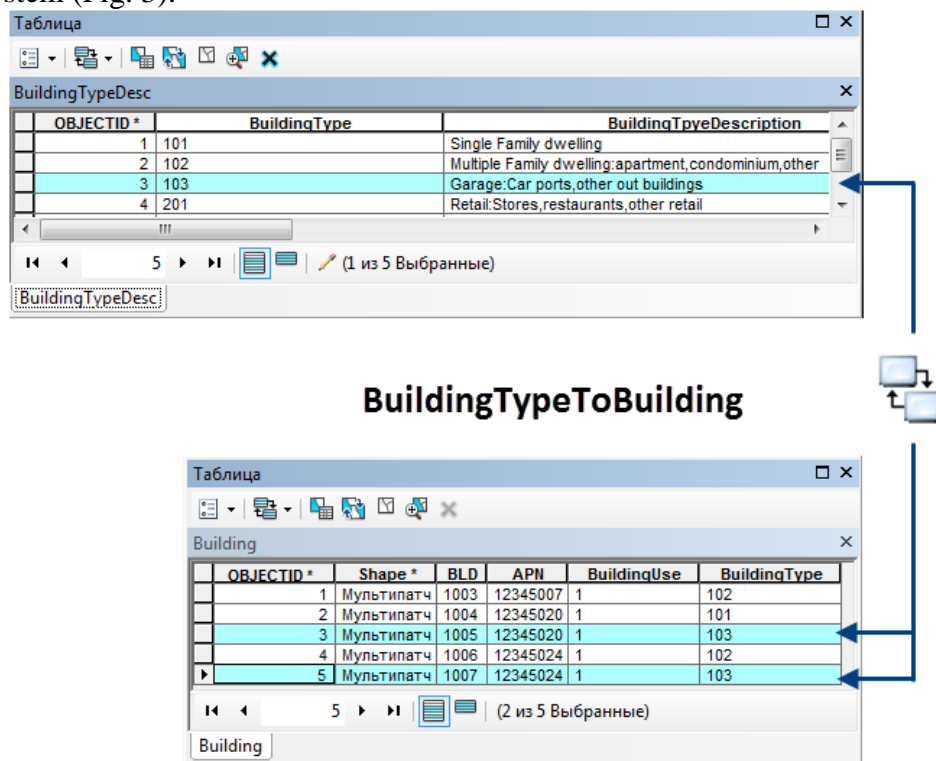 stem (Fig. 3).
Таблица
BuildingTypeDesc
OBJECTID * BuildingType BuildingTpyeDescription
1 101 Single Family dwelling
2 102 Multiple Family dwelling:apartment,condominium,other
3 103 Garage:Car ports,other out buildings
4 201 Retail:Stores,restaurants,other retail
5 (1 из 5 Выбранные)
BuildingTypeDesc
BuildingTypeToBuilding
Таблица
Building
OBJECTID * Shape * BLD APN BuildingUse BuildingType
1 Мультипатч 1003 12345007 1 102
2 Мультипатч 1004 12345020 1 101
3 Мультипатч 1005 12345020 1 103
4 Мультипатч 1006 12345024 1 102
5 Мультипатч 1007 12345024 1 103
5 (2 из 5 Выбранные)
Building